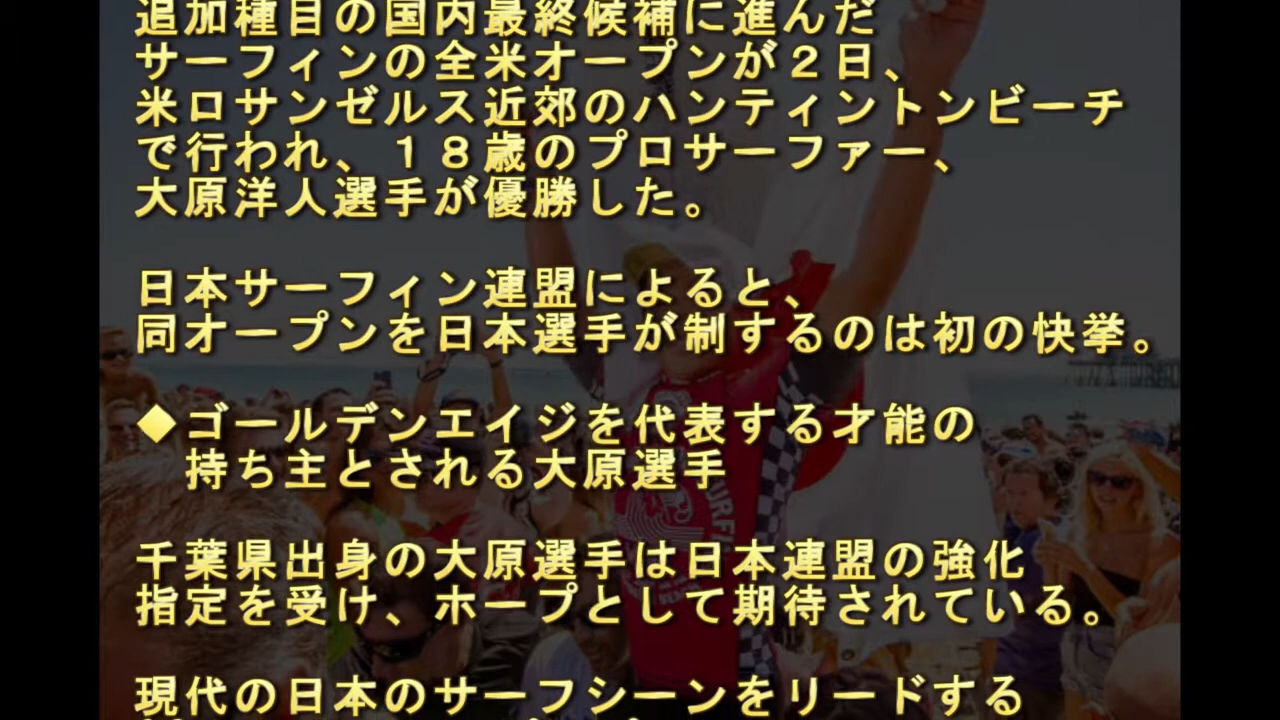 追加種目の国内最終候補に進んだ
サーフィンの全米オープンが２日、
米ロサンゼルス近郊のハンティントンビーチ
で行われ、１８歳のプロサーファー、
大原洋人選手が優勝した。
日本サーフィン連盟によると、
同オープンを日本選手が制するのは初の快挙。
◆ゴールデンエイジを代表する才能の
持ち主とされる大原選手
千葉県出身の大原選手は日本連盟の強化
指定を受け、ホープとして期待されている。
現代の日本のサーフシーンをリードする